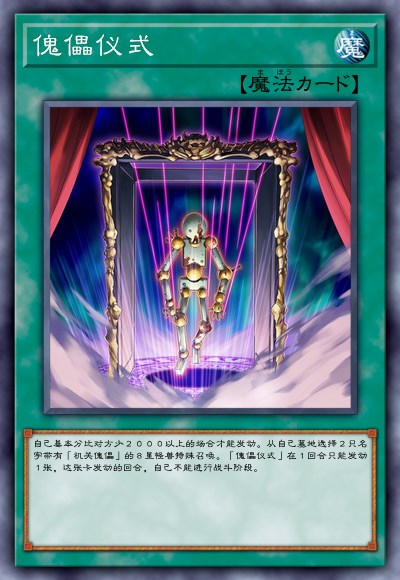 傀儡仪式
魔
【魔法カード】
ま ほう
自己基本分比对方少2000以上的场合才能发动。从自己墓地选择2只名
字带有「机关傀儡」的8星怪兽特殊召唤。「傀儡仪式」在1回合只能发动
1张，这张卡发动的回合，自己不能进行战斗阶段。